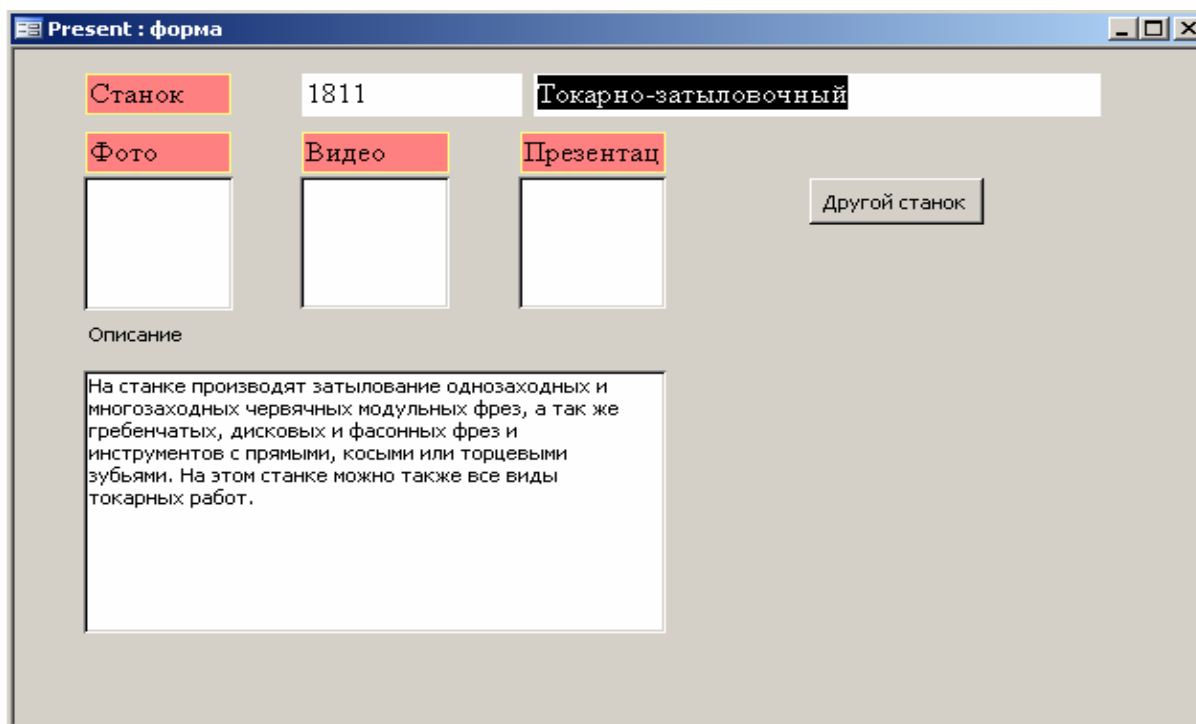 Present : форма
Станок 1811 Токарно-затыловочный
Фото Видео Презентац
Другой станок
Описание
На станке производят затылование однозаходных и
многозаходных червячных модульных фрез, а так же
гребенчатых, дисковых и фасонных фрез и
инструментов с прямыми, косыми или торцевыми
зубьями. На этом станке можно также все виды
токарных работ.